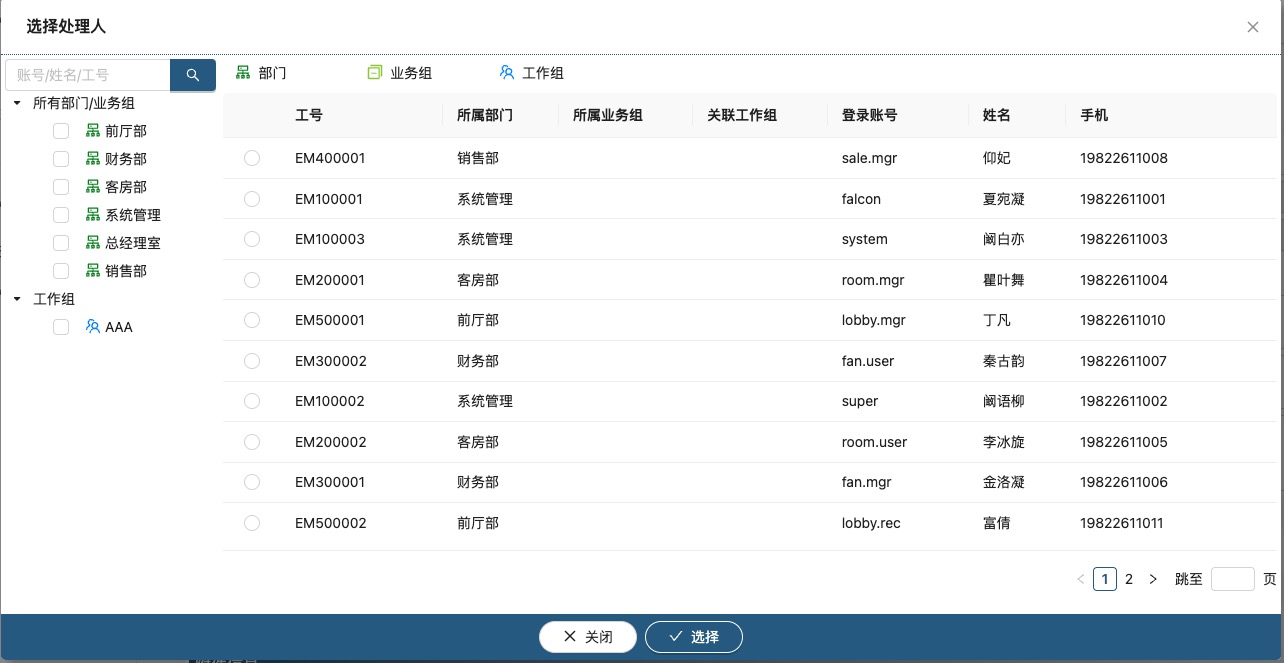 选择处理人
账号/姓名/工号
部门 业务组 工作组
所有部门/业务组
前厅部
财务部
客房部
系统管理
总经理室
销售部
工作组
AAA
工号 所属部门 所属业务组 关联工作组 登录账号 姓名 手机
EM400001 销售部 sale.mgr 仰妃 19822611008
EM100001 系统管理 falcon 夏宛凝 19822611001
EM100003 系统管理 system 阚白亦 19822611003
EM200001 客房部 room.mgr 瞿叶舞 19822611004
EM500001 前厅部 lobby.mgr 丁凡 19822611010
EM300002 财务部 fan.user 秦古韵 19822611007
EM100002 系统管理 super 阚语柳 19822611002
EM200002 客房部 room.user 李冰旋 19822611005
EM300001 财务部 fan.mgr 金洛凝 19822611006
EM500002 前厅部 lobby.rec 富倩 19822611011
1 2 跳至 页
关闭 选择